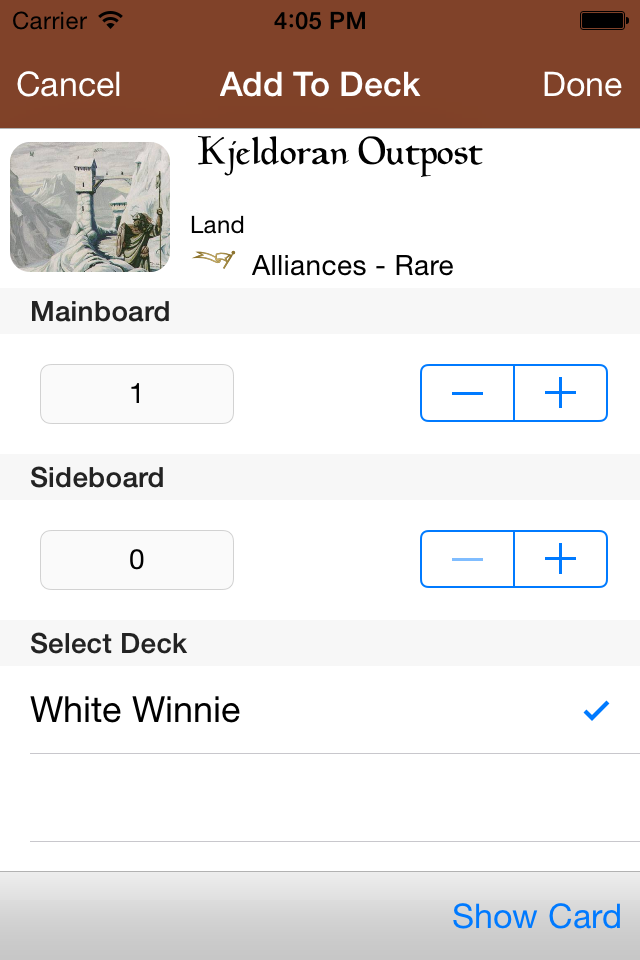 Carrier 4:05 PM
Cancel Add To Deck Done
Kjeldoran Outpost
Land
Alliances - Rare
Mainboard
1
Sideboard
0
Select Deck
White Winnie
Show Card